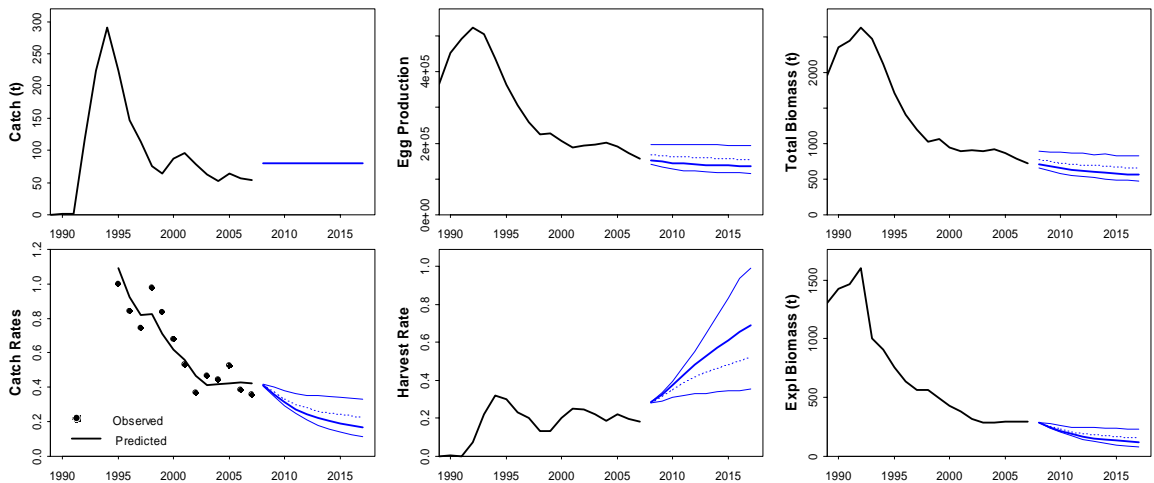 Catch (t)
300
250
200
150
100
50
0
1990 1995 2000 2005 2010 2015
Egg Production
4e+05
2e+05
0e+00
1990 1995 2000 2005 2010 2015
Total Biomass (t)
2000
1000
500
0
1990 1995 2000 2005 2010 2015
Catch Rates
1.2
1.0
0.8
0.6
0.4
0.2
0.0
Observed
Predicted
1990 1995 2000 2005 2010 2015
Harvest Rate
1.0
0.8
0.6
0.4
0.2
0.0
1990 1995 2000 2005 2010 2015
Expl Biomass (t)
1500
1000
500
0
1990 1995 2000 2005 2010 2015